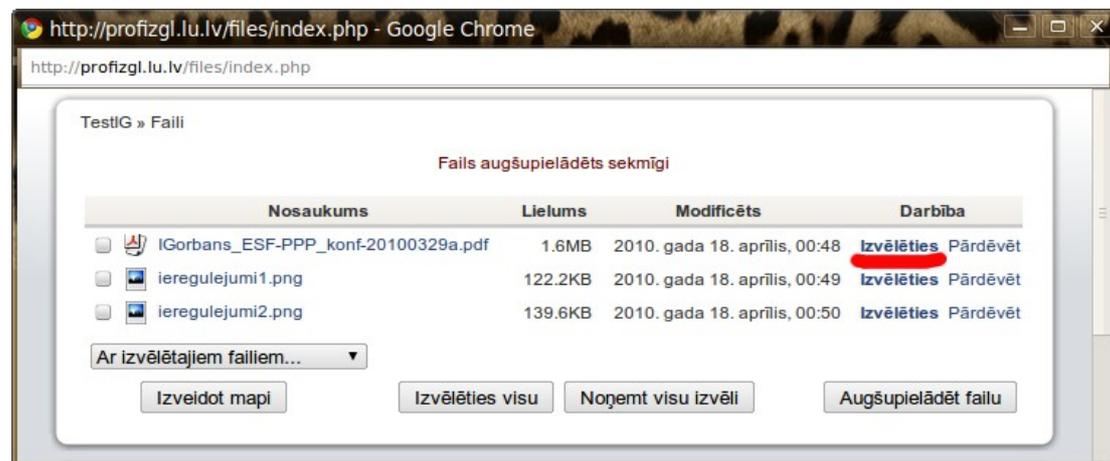 http://profizgl.lu.lv/files/index.php - Google Chrome
http://profizgl.lu.lv/files/index.php
TestIG » Faili
Fails augšupielādēts sekmīgi
Nosaukums Lielums Modificēts Darbība
IGorbans_ESF-PPP_konf-20100329a.pdf 1.6MB 2010. gada 18. aprīlis, 00:48 Izvēlēties Pārdēvēt
ieregulejumi1.png 122.2KB 2010. gada 18. aprīlis, 00:49 Izvēlēties Pārdēvēt
ieregulejumi2.png 139.6KB 2010. gada 18. aprīlis, 00:50 Izvēlēties Pārdēvēt
Ar izvēlētajiem failiem...
Izveidot mapi Izvēlēties visu Noņemt visu izvēli Augšupielādēt failu